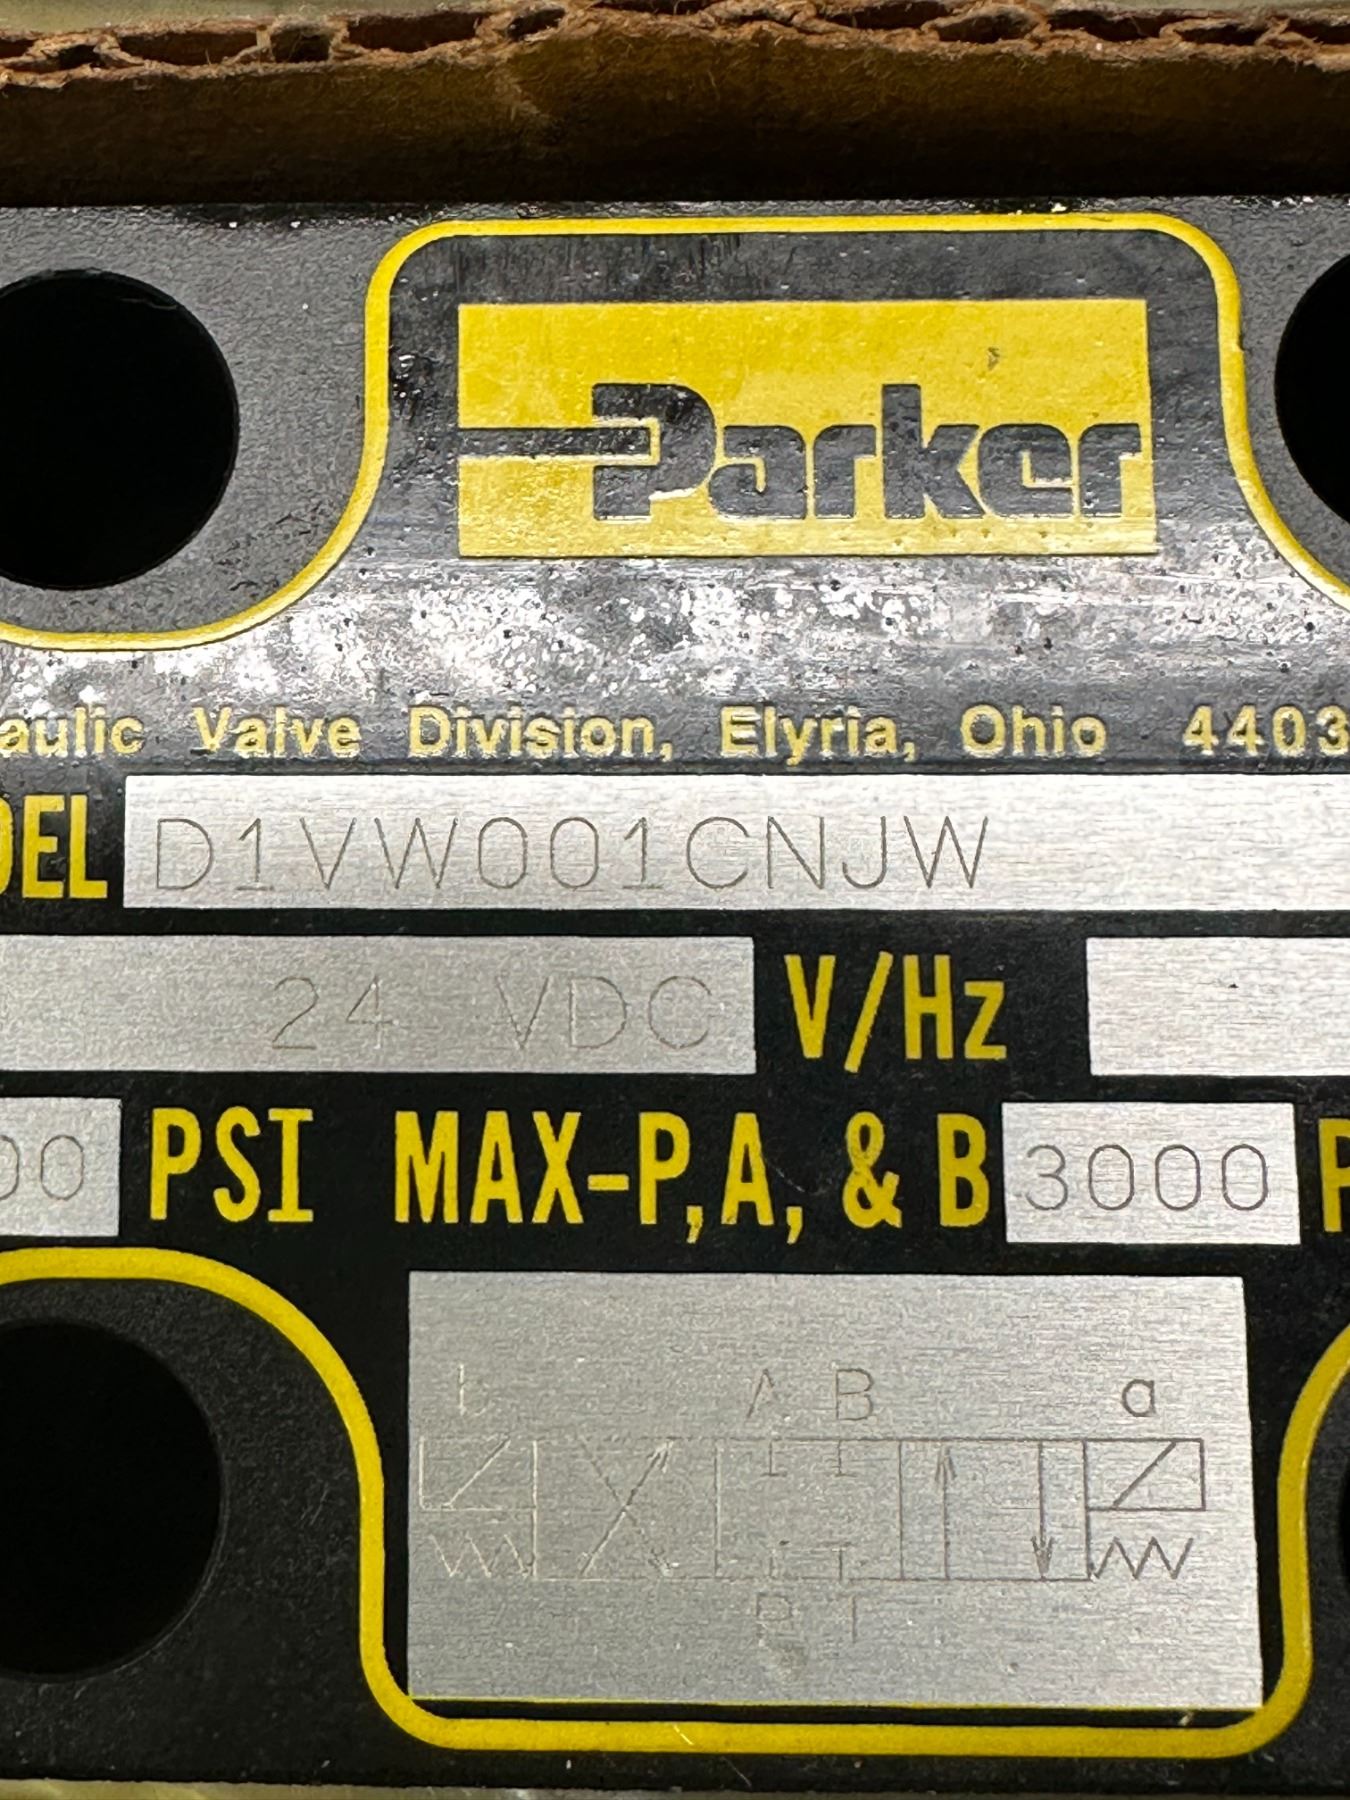 Parker
aulic Valve Division, Elyria, Ohio 4403
DEL D1VW001CNJW
24 VDC V/Hz
00 PSI MAX-P,A, & B 3000 P
b A B a
P T